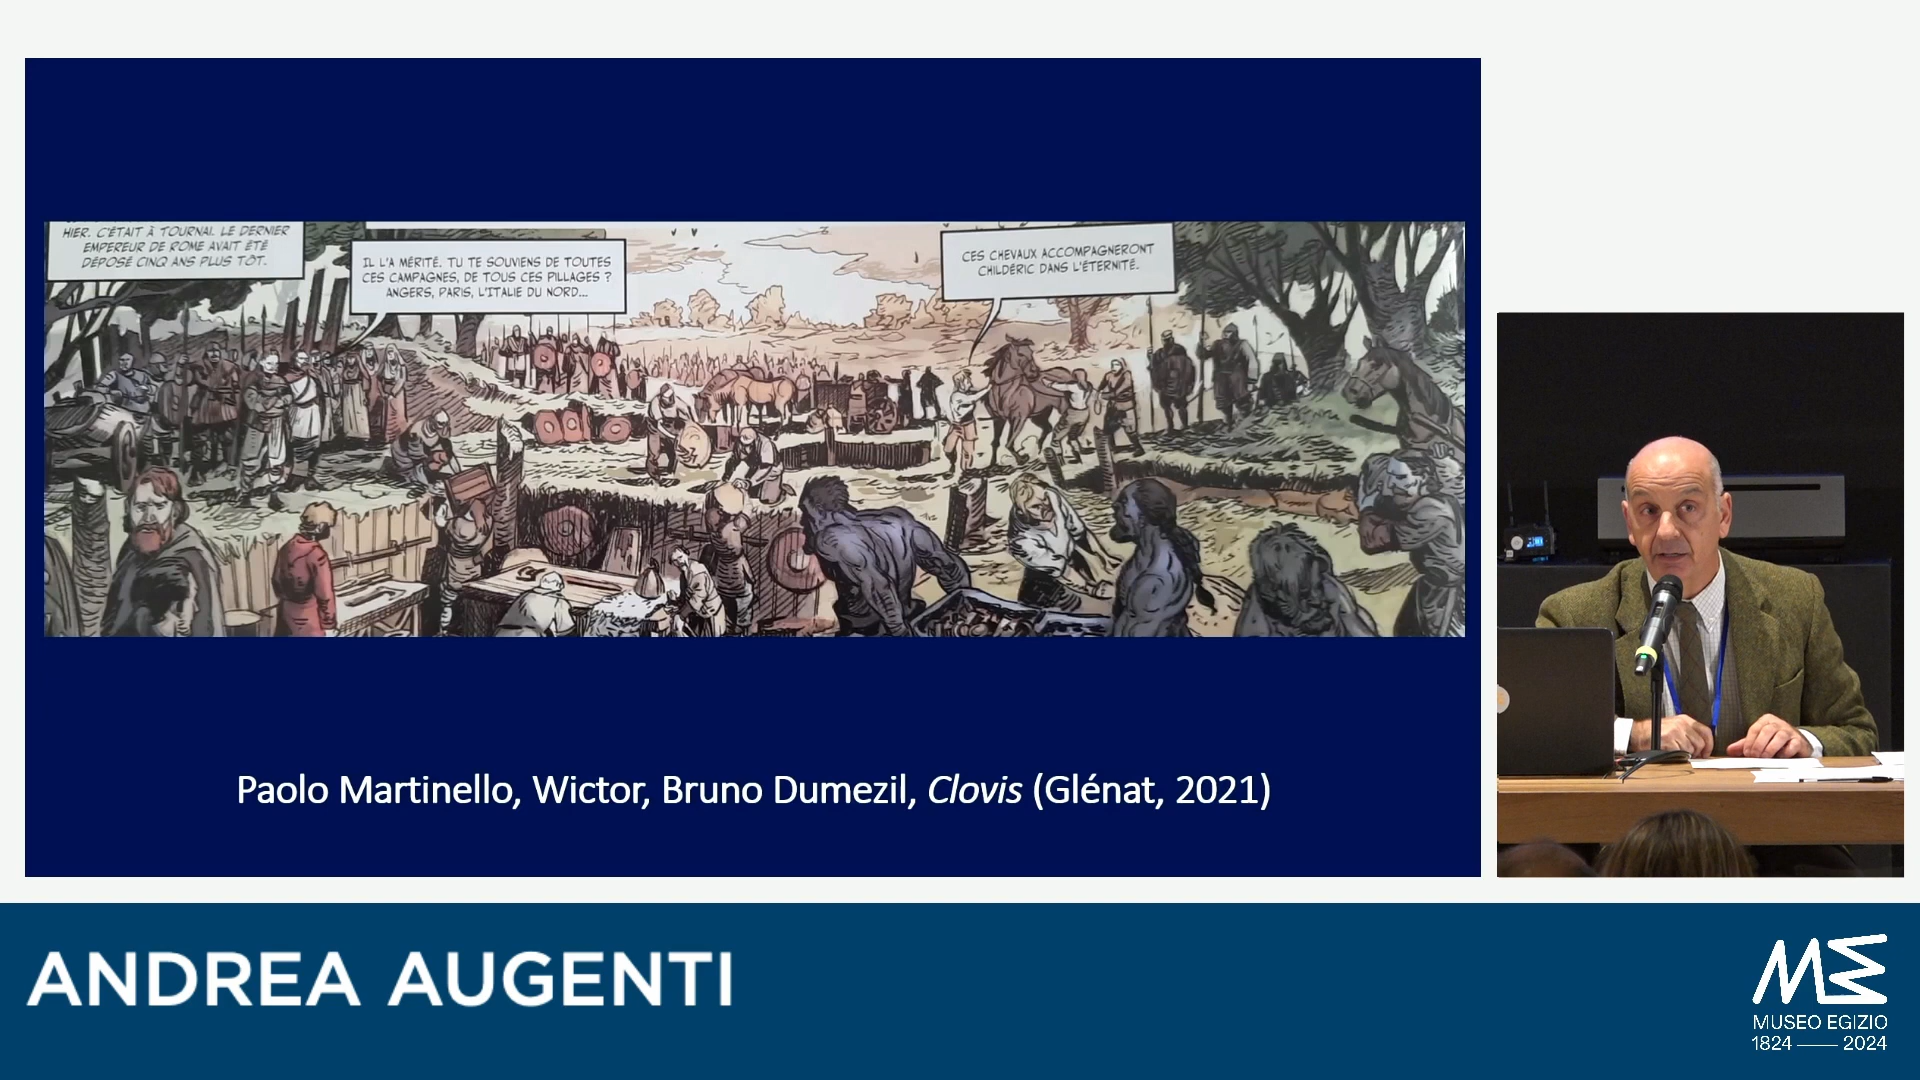 HIER. C'ÉTAIT À TOURNAI. LE DERNIER
EMPEREUR DE ROME AVAIT ÉTÉ
DÉPOSÉ CINQ ANS PLUS TÔT.
IL L'A MÉRITÉ. TU TE SOUVIENS DE TOUTES
CES CAMPAGNES, DE TOUS CES PILLAGES ?
ANGERS, PARIS, L'ITALIE DU NORD...
CES CHEVAUX ACCOMPAGNERONT
CHILDÉRIC DANS L'ÉTERNITÉ.
Paolo Martinello, Wictor, Bruno Dumezil, Clovis (Glénat, 2021)
ANDREA AUGENTI
ME
MUSEO EGIZIO
1824 — 2024